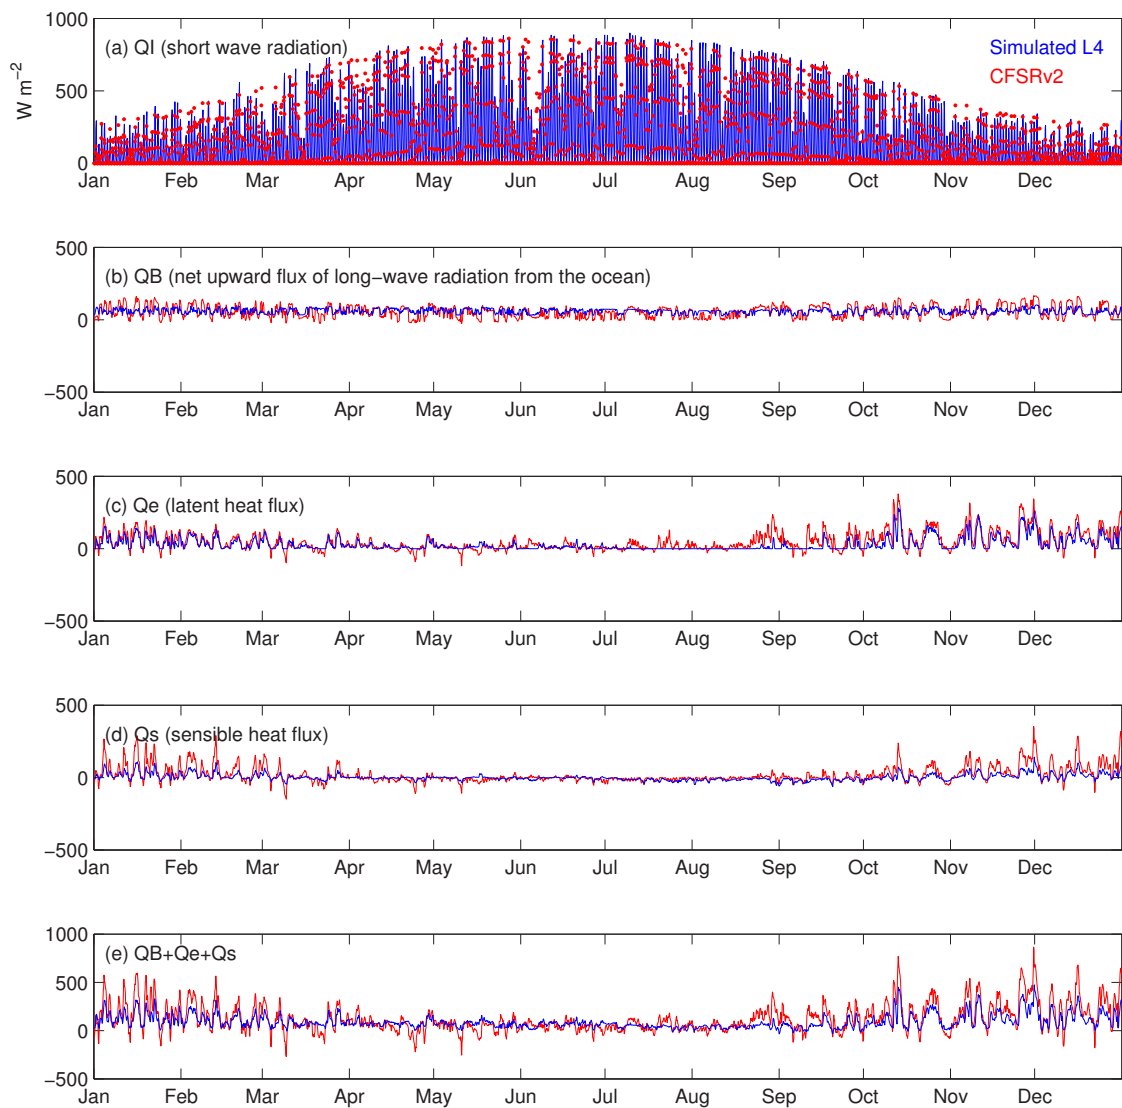 1000
(a) QI (short wave radiation)
Simulated L4
CFSRv2
W m−2
500
0
Jan Feb Mar Apr May Jun Jul Aug Sep Oct Nov Dec
500
(b) QB (net upward flux of long−wave radiation from the ocean)
0
−500
Jan Feb Mar Apr May Jun Jul Aug Sep Oct Nov Dec
500
(c) Qe (latent heat flux)
0
−500
Jan Feb Mar Apr May Jun Jul Aug Sep Oct Nov Dec
500
(d) Qs (sensible heat flux)
0
−500
Jan Feb Mar Apr May Jun Jul Aug Sep Oct Nov Dec
1000
(e) QB+Qe+Qs
500
0
−500
Jan Feb Mar Apr May Jun Jul Aug Sep Oct Nov Dec